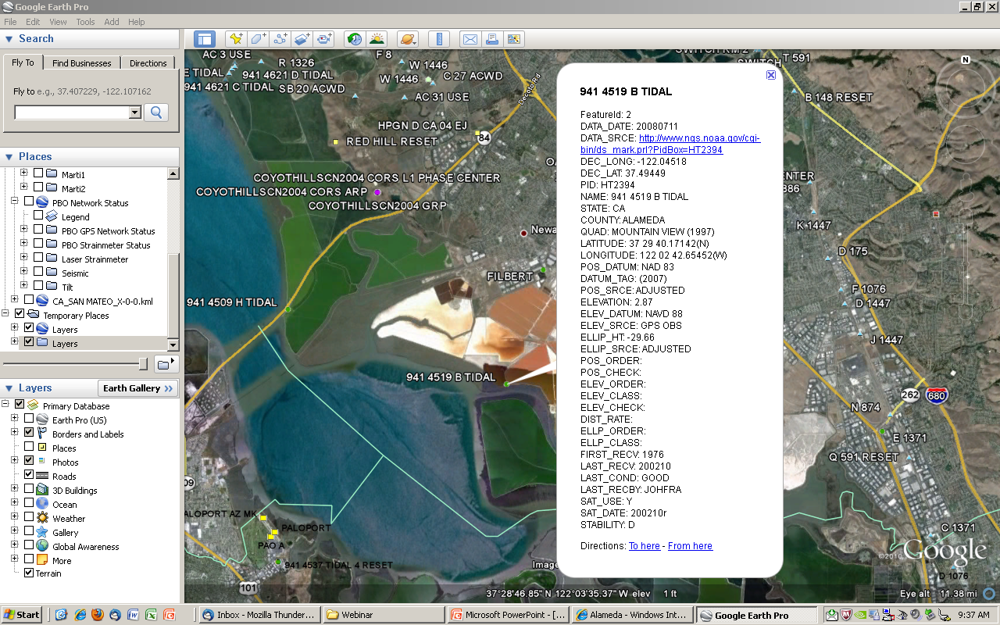 Google Earth Pro
File Edit View Tools Add Help
Search
Fly To Find Businesses Directions
Fly to e.g., 37.407229, -122.107162
Places
Marti1
Marti2
PBO Network Status
Legend
PBO GPS Network Status
PBO Strainmeter Status
Laser Strainmeter
Seismic
Tilt
CA_SAN MATEO_X-0-0.kml
Temporary Places
Layers
Layers
Layers Earth Gallery >>
Primary Database
Earth Pro (US)
Borders and Labels
Places
Photos
Roads
3D Buildings
Ocean
Weather
Gallery
Global Awareness
More
Terrain
AC 3 USE
R 1326
F 8
W 1446
E TIDAL
941 4621 D TIDAL
W 1446
C 27 ACWD
941 4621 C TIDAL
SB 20 ACWD
AC 31 USE
Decoto Rd
HPGN D CA 04 EJ
84
RED HILL RESET
COYOTHILLSCN2004 CORS L1 PHASE CENTER
COYOTHILLSCN2004 CORS ARP
COYOTHILLSCN2004 GRP
Newa
FILBERT
941 4509 H TIDAL
941 4519 B TIDAL
09
ALOPORT AZ MK
PALOPORT
PAO A
941 4537 TIDAL 4 RESET
101
Imag
941 4519 B TIDAL
FeatureId: 2
DATA_DATE: 20080711
DATA_SRCE: http://www.ngs.noaa.gov/cgi-
bin/ds_mark.prl?PidBox=HT2394
DEC_LONG: -122.04518
DEC_LAT: 37.49449
PID: HT2394
NAME: 941 4519 B TIDAL
STATE: CA
COUNTY: ALAMEDA
QUAD: MOUNTAIN VIEW (1997)
LATITUDE: 37 29 40.17142(N)
LONGITUDE: 122 02 42.65452(W)
POS_DATUM: NAD 83
DATUM_TAG: (2007)
POS_SRCE: ADJUSTED
ELEVATION: 2.87
ELEV_DATUM: NAVD 88
ELEV_SRCE: GPS OBS
ELLIP_HT: -29.66
ELLIP_SRCE: ADJUSTED
POS_ORDER:
POS_CHECK:
ELEV_ORDER:
ELEV_CLASS:
ELEV_CHECK:
DIST_RATE:
ELLP_ORDER:
ELLP_CLASS:
FIRST_RECV: 1976
LAST_RECV: 200210
LAST_COND: GOOD
LAST_RECBY: JOHFRA
SAT_USE: Y
SAT_DATE: 200210r
STABILITY: D
Directions: To here - From here
SWITCH
T 591
N
B 148 RESET
ENTER
886
K 1447
D 175
F 1076
D 1447
J 1447
262
680
N 874
E 1371
Q 591 RESET
C 1371
©2010 Google
D 1076
37°28'46.85" N 122°03'35.37" W elev 1 ft
Eye alt 11.38 mi
Start
Inbox - Mozilla Thunder...
Webinar
Microsoft PowerPoint - [...
Alameda - Windows Int...
Google Earth Pro
9:37 AM